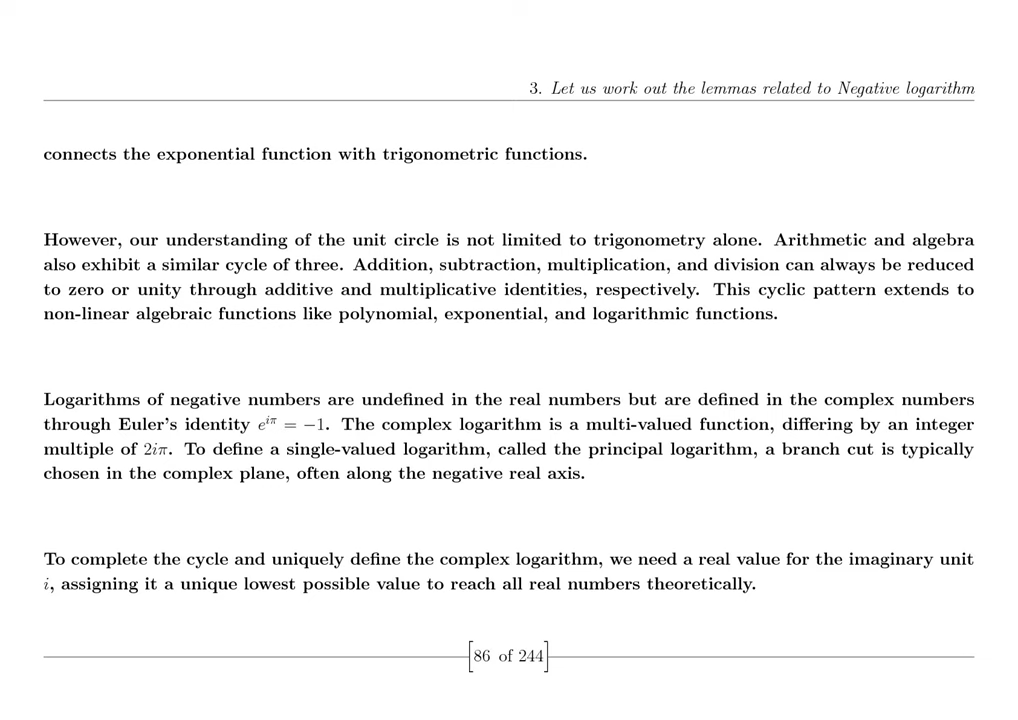 3. Let us work out the lemmas related to Negative logarithm
connects the exponential function with trigonometric functions.
However, our understanding of the unit circle is not limited to trigonometry alone. Arithmetic and algebra
also exhibit a similar cycle of three. Addition, subtraction, multiplication, and division can always be reduced
to zero or unity through additive and multiplicative identities, respectively. This cyclic pattern extends to
non-linear algebraic functions like polynomial, exponential, and logarithmic functions.
Logarithms of negative numbers are undefined in the real numbers but are defined in the complex numbers
through Euler's identity $e^{i\pi} = -1$. The complex logarithm is a multi-valued function, differing by an integer
multiple of $2i\pi$. To define a single-valued logarithm, called the principal logarithm, a branch cut is typically
chosen in the complex plane, often along the negative real axis.
To complete the cycle and uniquely define the complex logarithm, we need a real value for the imaginary unit
$i$, assigning it a unique lowest possible value to reach all real numbers theoretically.
[86 of 244]